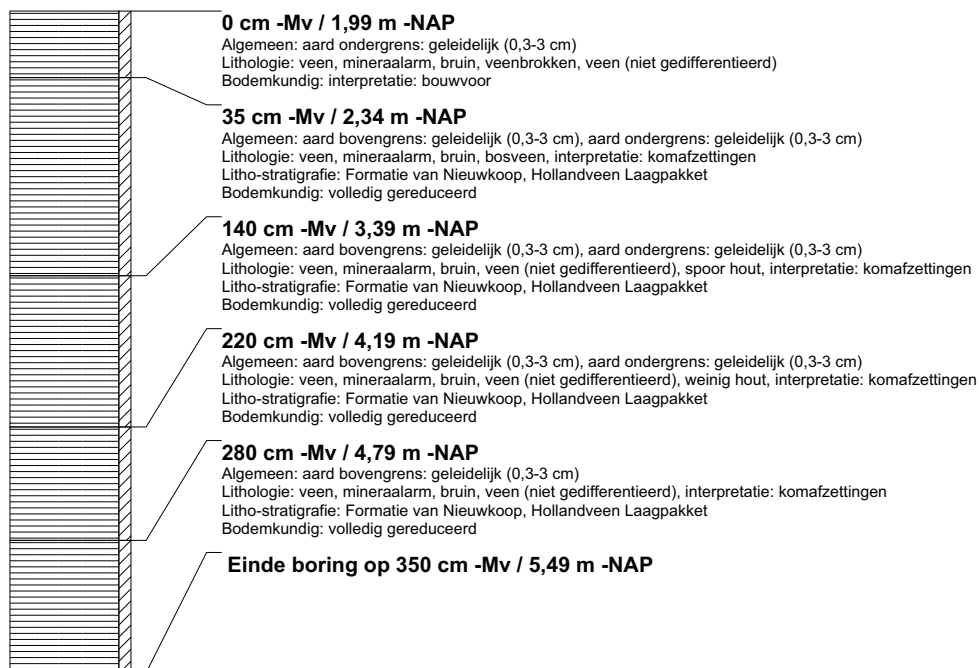 0 cm -Mv / 1,99 m -NAP
Algemeen: aard ondergrens: geleidelijk (0,3-3 cm)
Lithologie: veen, mineraalarm, bruin, veenbrokken, veen (niet gedifferentieerd)
Bodemkundig: interpretatie: bouwvoor
35 cm -Mv / 2,34 m -NAP
Algemeen: aard bovengrens: geleidelijk (0,3-3 cm), aard ondergrens: geleidelijk (0,3-3 cm)
Lithologie: veen, mineraalarm, bruin, bosveen, interpretatie: komafzettingen
Litho-stratigrafie: Formatie van Nieuwkoop, Hollandveen Laagpakket
Bodemkundig: volledig gereduceerd
140 cm -Mv / 3,39 m -NAP
Algemeen: aard bovengrens: geleidelijk (0,3-3 cm), aard ondergrens: geleidelijk (0,3-3 cm)
Lithologie: veen, mineraalarm, bruin, veen (niet gedifferentieerd), spoor hout, interpretatie: komafzettingen
Litho-stratigrafie: Formatie van Nieuwkoop, Hollandveen Laagpakket
Bodemkundig: volledig gereduceerd
220 cm -Mv / 4,19 m -NAP
Algemeen: aard bovengrens: geleidelijk (0,3-3 cm), aard ondergrens: geleidelijk (0,3-3 cm)
Lithologie: veen, mineraalarm, bruin, veen (niet gedifferentieerd), weinig hout, interpretatie: komafzettingen
Litho-stratigrafie: Formatie van Nieuwkoop, Hollandveen Laagpakket
Bodemkundig: volledig gereduceerd
280 cm -Mv / 4,79 m -NAP
Algemeen: aard bovengrens: geleidelijk (0,3-3 cm)
Lithologie: veen, mineraalarm, bruin, veen (niet gedifferentieerd), interpretatie: komafzettingen
Litho-stratigrafie: Formatie van Nieuwkoop, Hollandveen Laagpakket
Bodemkundig: volledig gereduceerd
Einde boring op 350 cm -Mv / 5,49 m -NAP